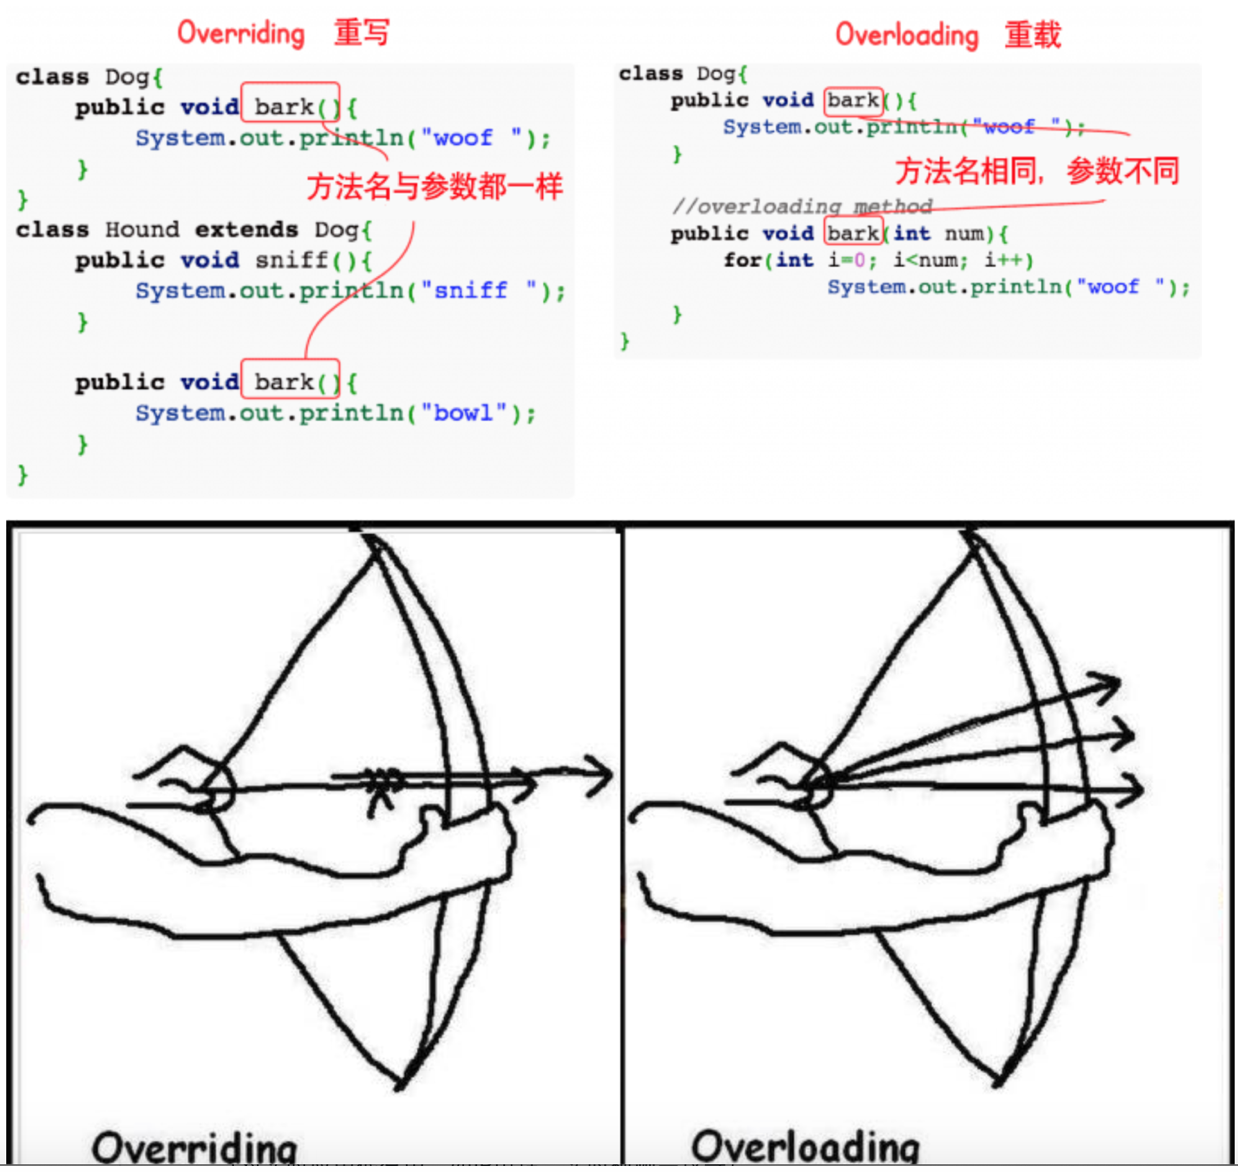 Overriding 重写
class Dog{
public void bark(){
System.out.println("woof ");
}
方法名与参数都一样
}
class Hound extends Dog{
public void sniff(){
System.out.println("sniff ");
}
public void bark(){
System.out.println("bowl");
}
}
Overloading 重载
class Dog{
public void bark(){
System.out.println("woof ");
}
方法名相同, 参数不同
//overloading method
public void bark(int num){
for(int i=0; i<num; i++)
System.out.println("woof ");
}
}
Overriding
Overloading